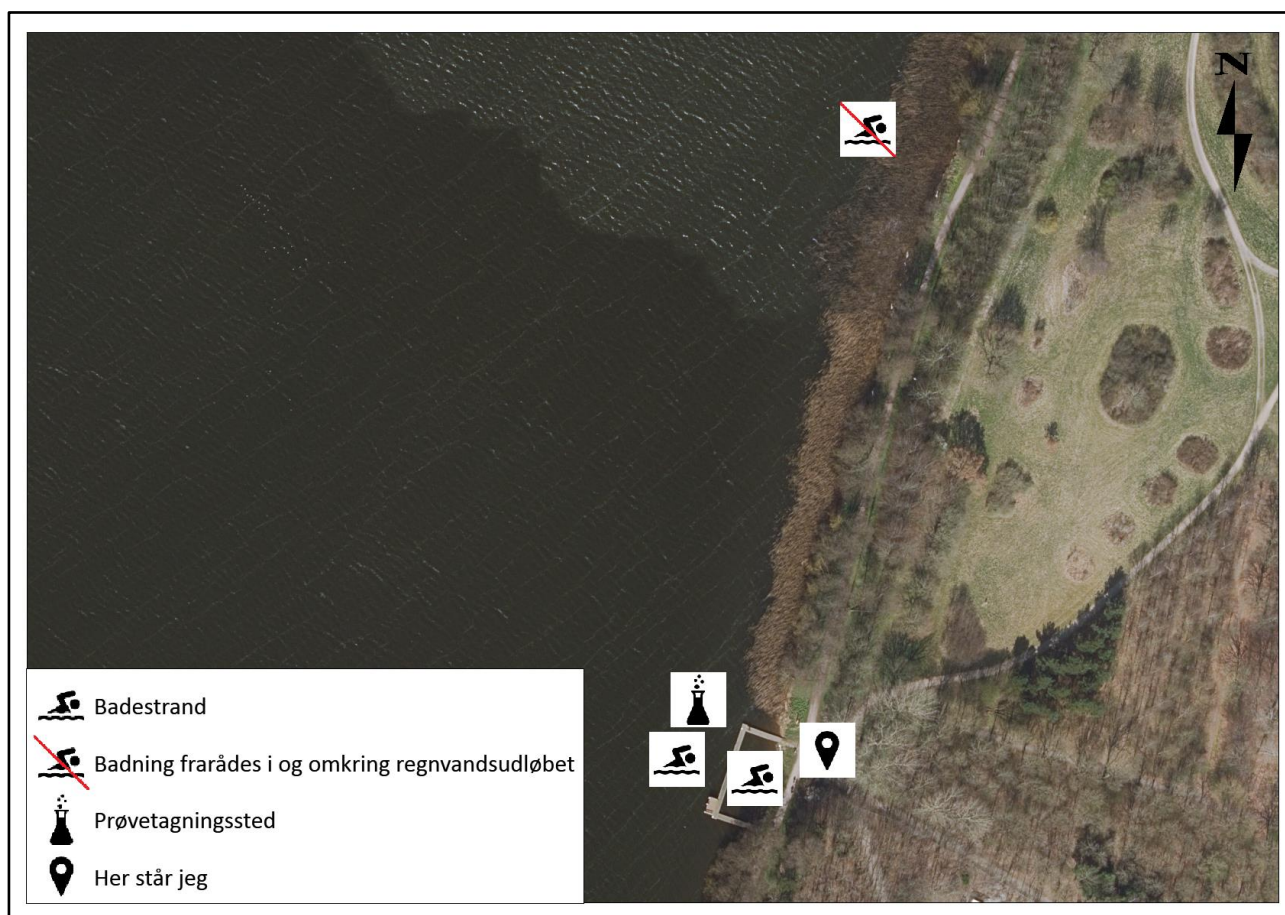 N
Badestrand
Badning frarådes i og omkring regnvandsudløbet
Prøvetagningssted
Her står jeg